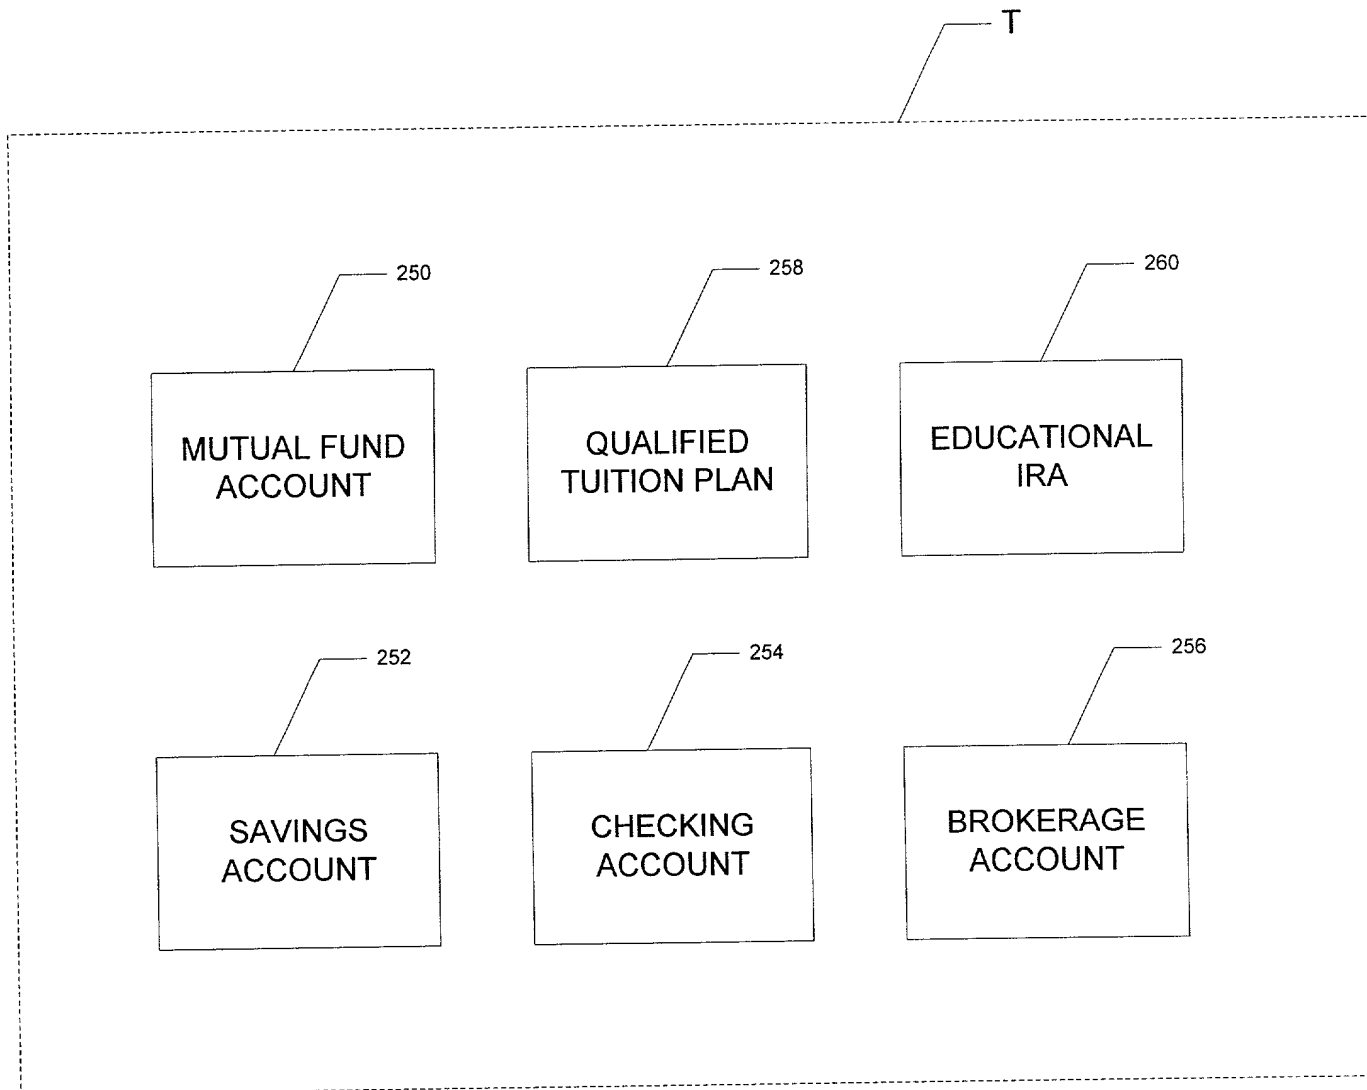 T
250
258
260
MUTUAL FUND
ACCOUNT
QUALIFIED
TUITION PLAN
EDUCATIONAL
IRA
252
254
256
SAVINGS
ACCOUNT
CHECKING
ACCOUNT
BROKERAGE
ACCOUNT